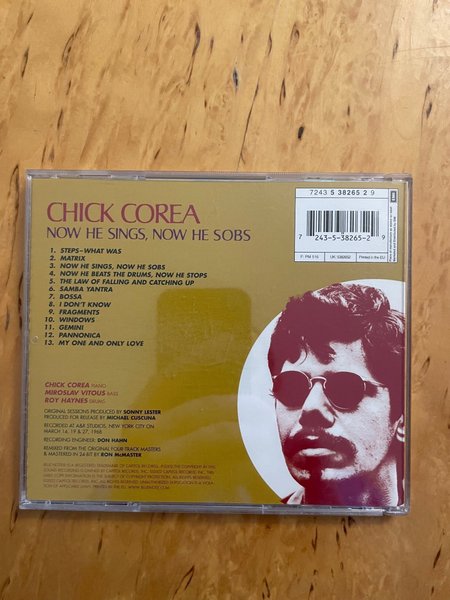 7243 5 38265 2 9
7 243-5-38265-2 9
F: PM 516 UK: 5382652 Printed in the EU
CHICK COREA
NOW HE SINGS, NOW HE SOBS
1. STEPS–WHAT WAS
2. MATRIX
3. NOW HE SINGS, NOW HE SOBS
4. NOW HE BEATS THE DRUMS, NOW HE STOPS
5. THE LAW OF FALLING AND CATCHING UP
6. SAMBA YANTRA
7. BOSSA
8. I DON'T KNOW
9. FRAGMENTS
10. WINDOWS
11. GEMINI
12. PANNONICA
13. MY ONE AND ONLY LOVE
CHICK COREA PIANO
MIROSLAV VITOUS BASS
ROY HAYNES DRUMS
ORIGINAL SESSIONS PRODUCED BY SONNY LESTER
PRODUCED FOR RELEASE BY MICHAEL CUSCUNA
RECORDED AT A&R STUDIOS, NEW YORK CITY ON
MARCH 14, 19 & 27, 1968
RECORDING ENGINEER: DON HAHN
REMIXED FROM THE ORIGINAL FOUR-TRACK MASTERS
& MASTERED IN 24-BIT BY RON McMASTER